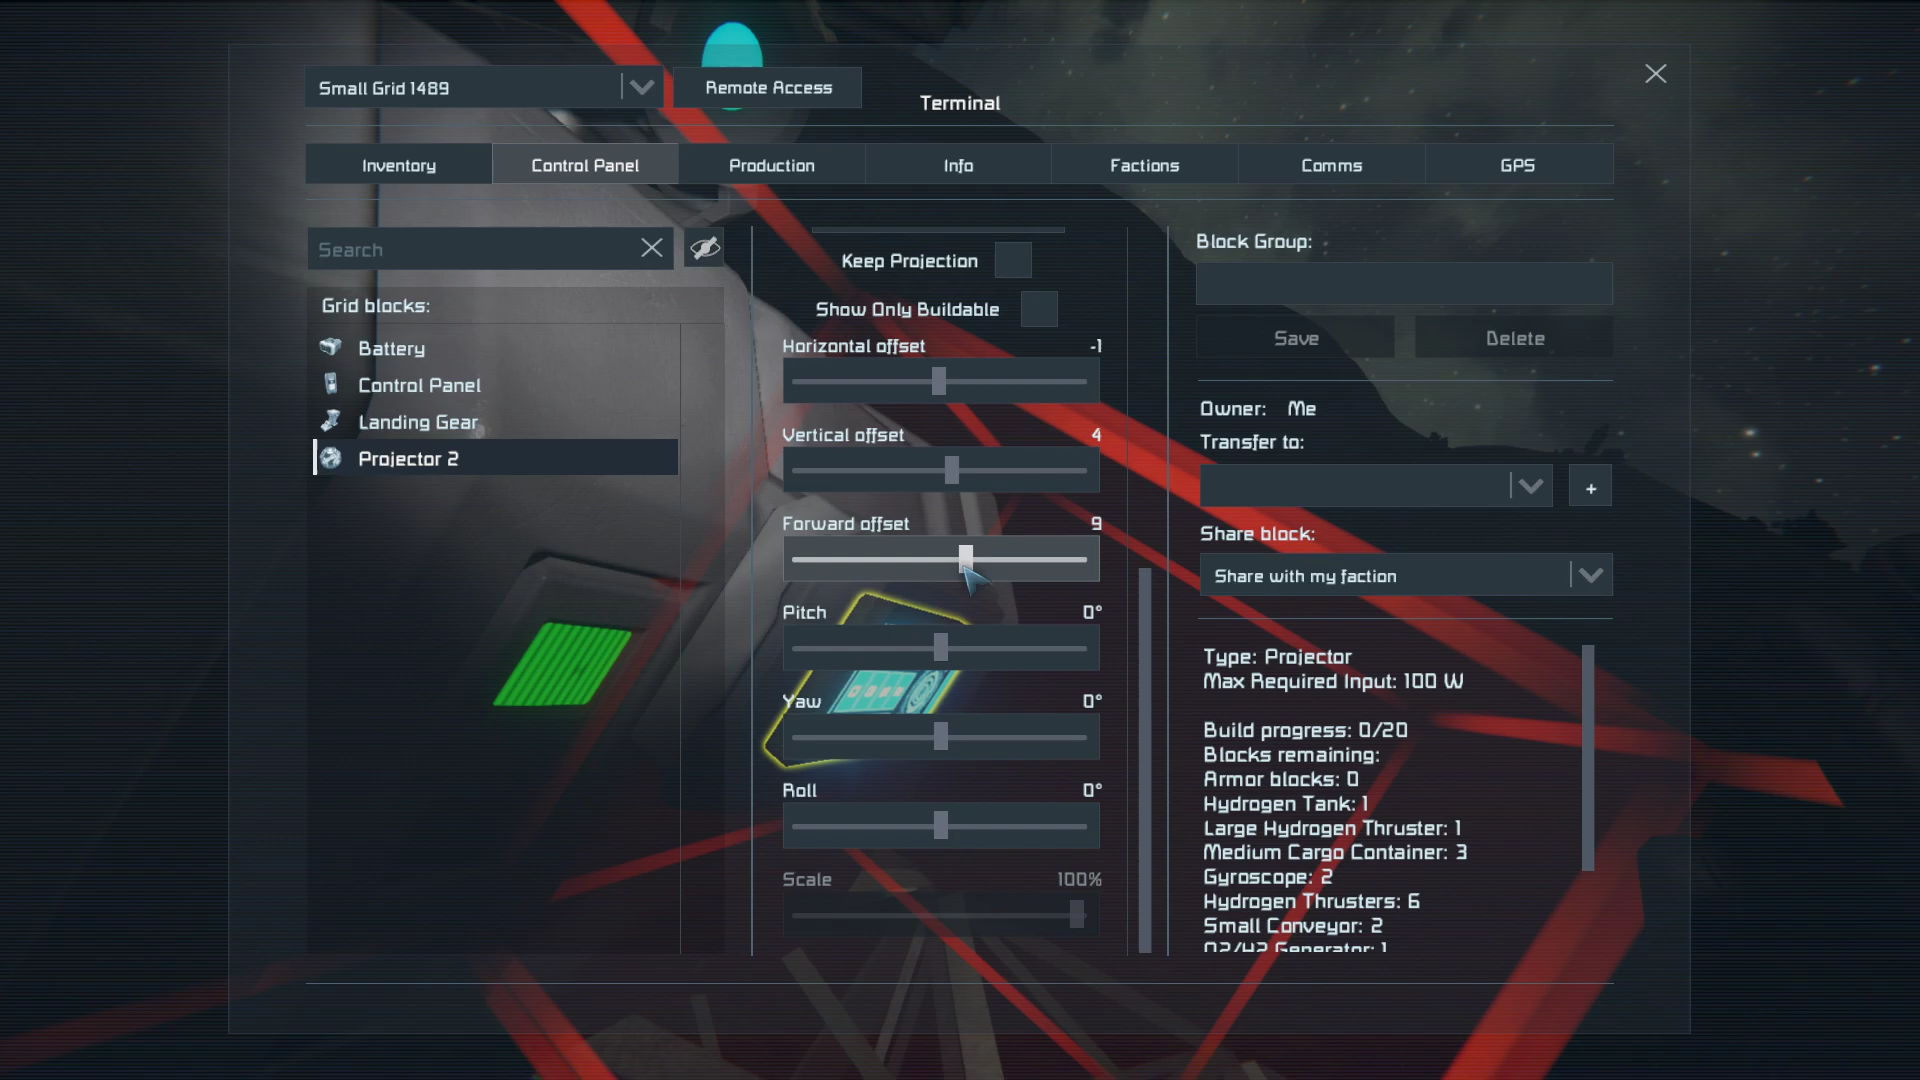 Small Grid 1489
Remote Access
Terminal
Inventory
Control Panel
Production
Info
Factions
Comms
GPS
Search
Grid blocks:
Battery
Control Panel
Landing Gear
Projector 2
Keep Projection
Show Only Buildable
Horizontal offset -1
Vertical offset 4
Forward offset 9
Pitch 0°
Yaw 0°
Roll 0°
Scale 100%
Block Group:
Save
Delete
Owner: Me
Transfer to:
+
Share block:
Share with my faction
Type: Projector
Max Required Input: 100 W
Build progress: 0/20
Blocks remaining:
Armor blocks: 0
Hydrogen Tank: 1
Large Hydrogen Thruster: 1
Medium Cargo Container: 3
Gyroscope: 2
Hydrogen Thrusters: 6
Small Conveyor: 2
O2/H2 Generator: 1